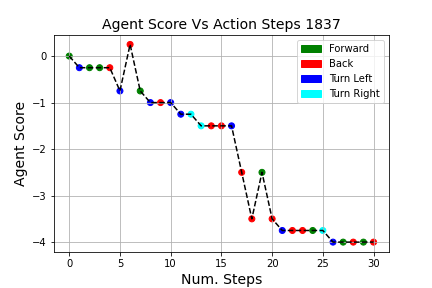 Agent Score Vs Action Steps 1837
Forward
Back
Turn Left
Turn Right
Agent Score
0
−1
−2
−3
−4
0
5
10
15
20
25
30
Num. Steps